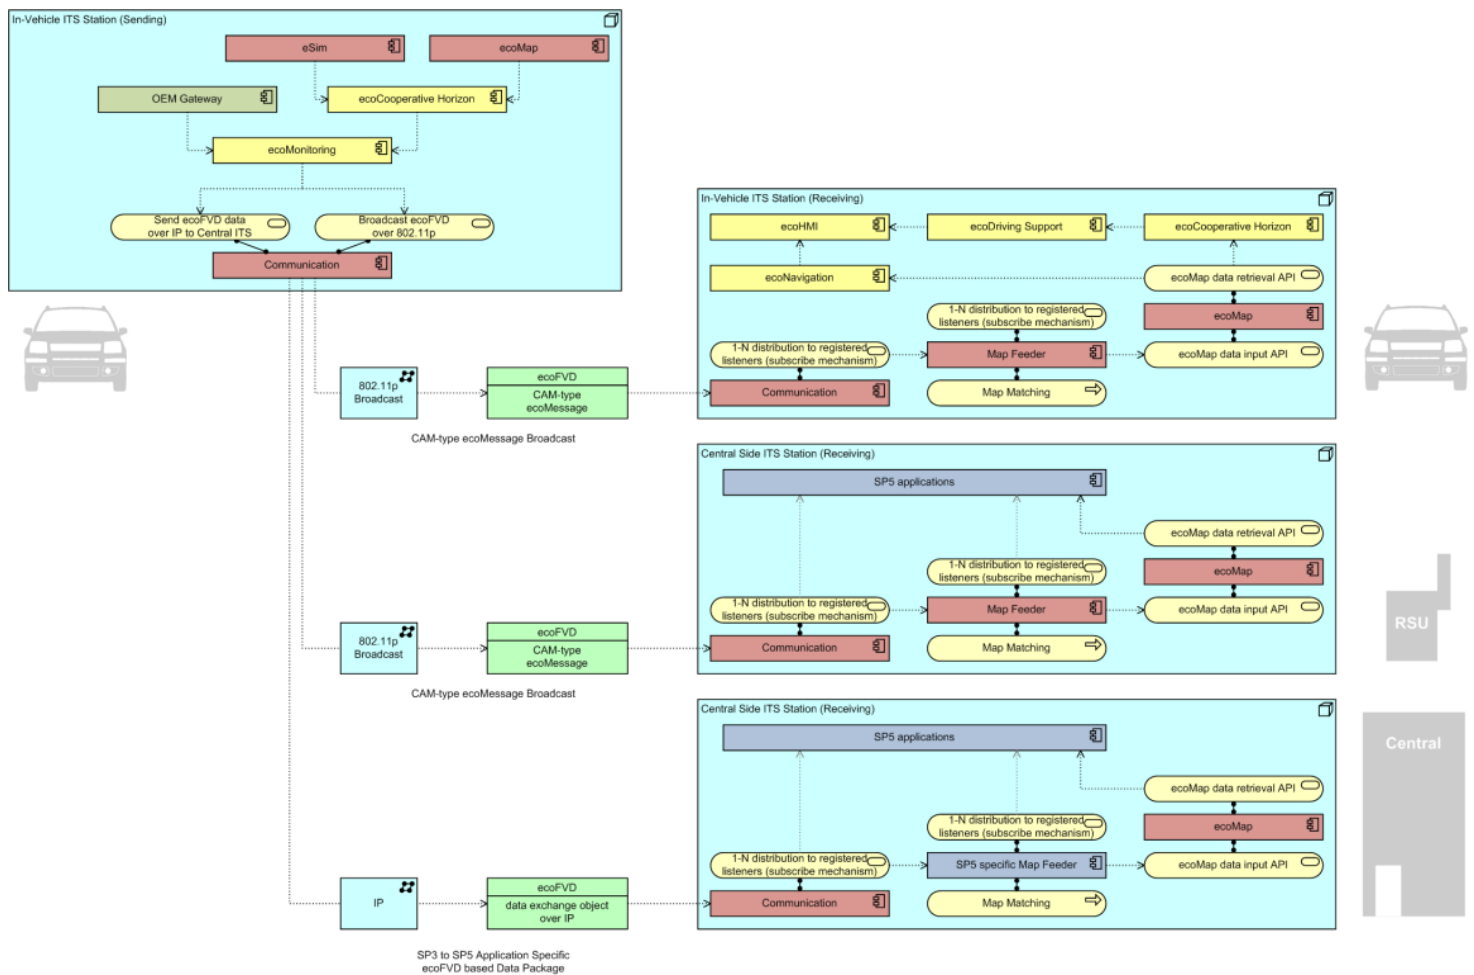 In-Vehicle ITS Station (Sending)
eSim
ecoMap
OEM Gateway
ecoCooperative Horizon
ecoMonitoring
Send ecoFVD data
over IP to Central ITS
Broadcast ecoFVD
over 802.11p
Communication
In-Vehicle ITS Station (Receiving)
ecoHMI
ecoDriving Support
ecoCooperative Horizon
ecoNavigation
ecoMap data retrieval API
1-N distribution to registered
listeners (subscribe mechanism)
ecoMap
1-N distribution to registered
listeners (subscribe mechanism)
Map Feeder
ecoMap data input API
Communication
Map Matching
802.11p
Broadcast
ecoFVD
CAM-type
ecoMessage
CAM-type ecoMessage Broadcast
Central Side ITS Station (Receiving)
SP5 applications
ecoMap data retrieval API
1-N distribution to registered
listeners (subscribe mechanism)
ecoMap
1-N distribution to registered
listeners (subscribe mechanism)
Map Feeder
ecoMap data input API
Communication
Map Matching
RSU
802.11p
Broadcast
ecoFVD
CAM-type
ecoMessage
CAM-type ecoMessage Broadcast
Central Side ITS Station (Receiving)
SP5 applications
Central
ecoMap data retrieval API
1-N distribution to registered
listeners (subscribe mechanism)
ecoMap
1-N distribution to registered
listeners (subscribe mechanism)
SP5 specific Map Feeder
ecoMap data input API
Communication
Map Matching
IP
ecoFVD
data exchange object
over IP
SP3 to SP5 Application Specific
ecoFVD based Data Package